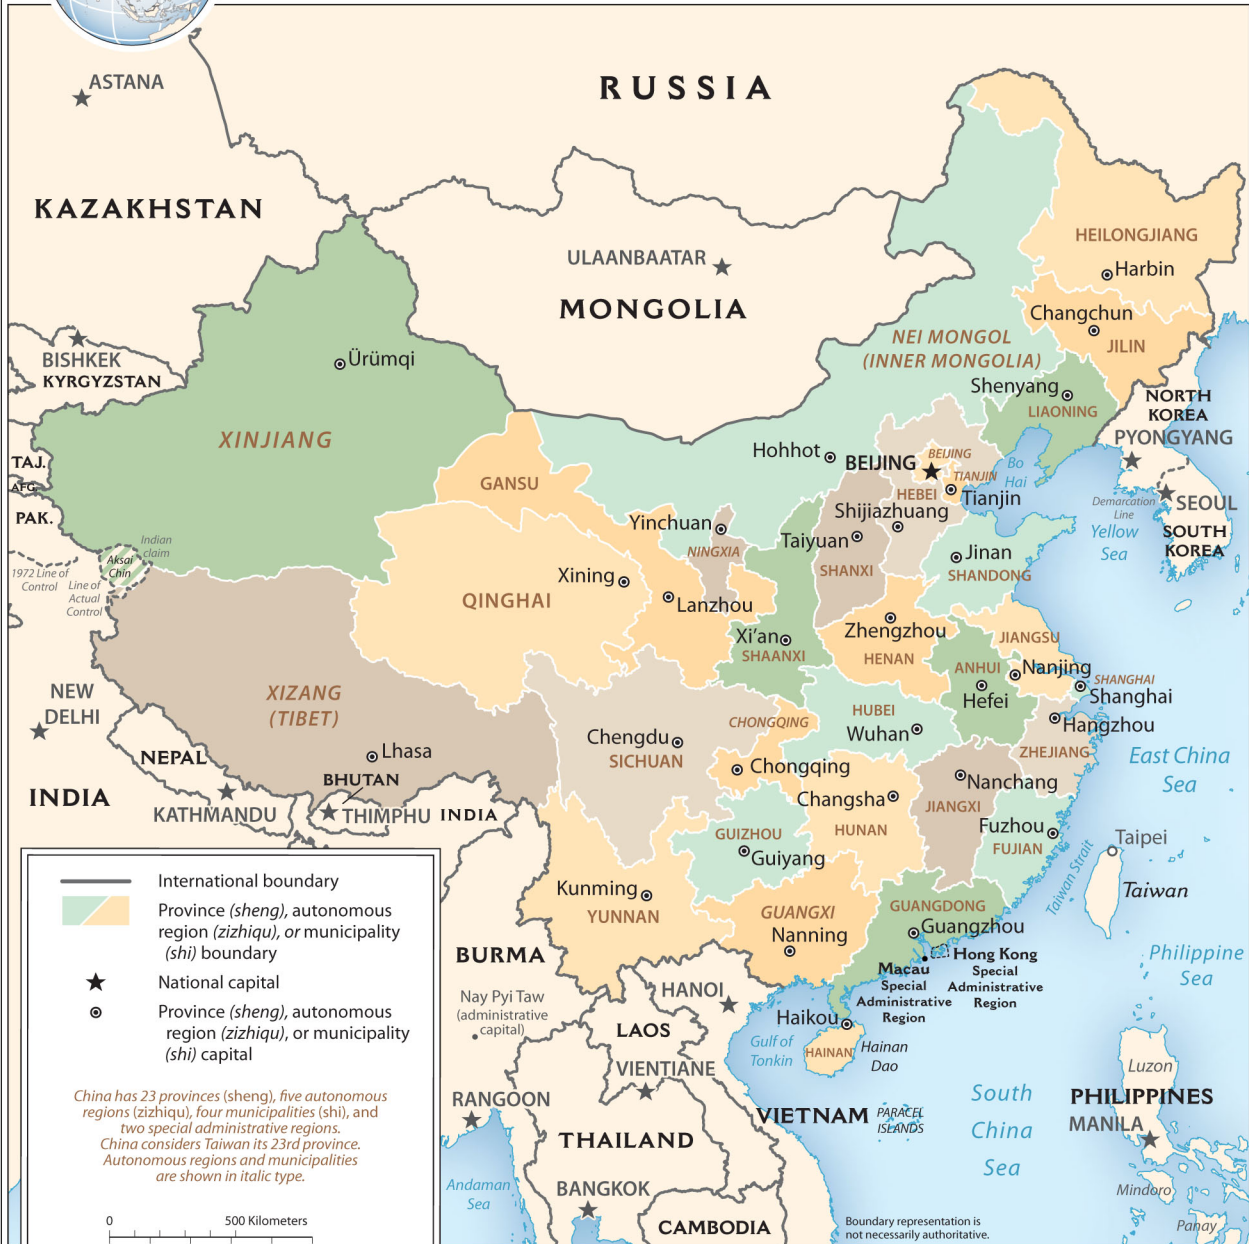 ASTANA
RUSSIA
KAZAKHSTAN
HEILONGJIANG
ULAANBAATAR
Harbin
MONGOLIA
Changchun
NEI MONGOL
(INNER MONGOLIA)
JILIN
BISHKEK
KYRGYZSTAN
Ürümqi
Shenyang
LIAONING
NORTH
KOREA
PYONGYANG
XINJIANG
Hohhot
BEIJING
BEIJING
TAJ.
AFG.
PAK.
GANSU
TIANJIN
Tianjin
HEBEI
Bo
Hai
Demarcation
Line
SEOUL
SOUTH
KOREA
Yellow
Sea
Shijiazhuang
Yinchuan
NINGXIA
Taiyuan
SHANXI
Jinan
SHANDONG
Indian
claim
Aksai
Chin
1972 Line of
Control
Line of
Actual
Control
Xining
QINGHAI
Lanzhou
Xi'an
SHAANXI
Zhengzhou
HENAN
JIANGSU
ANHUI
Nanjing
Hefei
SHANGHAI
Shanghai
NEW
DELHI
XIZANG
(TIBET)
Lhasa
CHONGQING
HUBEI
Wuhan
Hangzhou
ZHEJIANG
East China
Sea
Chengdu
SICHUAN
Chongqing
Nanchang
JIANGXI
NEPAL
BHUTAN
INDIA
KATHMANDU
THIMPHU
INDIA
Changsha
HUNAN
GUIZHOU
Guiyang
Fuzhou
FUJIAN
Taiwan Strait
Taipei
Taiwan
Kunming
YUNNAN
GUANGXI
Nanning
GUANGDONG
Guangzhou
Macau
Special
Administrative
Region
Hong Kong
Special
Administrative
Region
Philippine
Sea
BURMA
Nay Pyi Taw
(administrative
capital)
HANOI
LAOS
Haikou
Gulf of
Tonkin
HAINAN
Hainan
Dao
VIENTIANE
RANGOON
VIETNAM
PARACEL
ISLANDS
South
China
Sea
Luzon
PHILIPPINES
MANILA
THAILAND
Andaman
Sea
BANGKOK
CAMBODIA
Mindoro
Panay
International boundary
Province (sheng), autonomous
region (zizhiqu), or municipality
(shi) boundary
National capital
Province (sheng), autonomous
region (zizhiqu), or municipality
(shi) capital
China has 23 provinces (sheng), five autonomous
regions (zizhiqu), four municipalities (shi), and
two special administrative regions.
China considers Taiwan its 23rd province.
Autonomous regions and municipalities
are shown in italic type.
0 500 Kilometers
Boundary representation is
not necessarily authoritative.